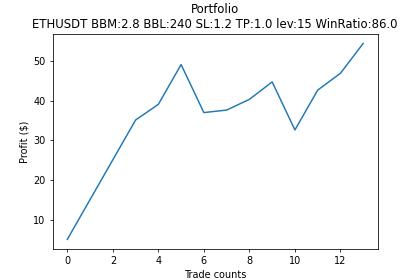 Portfolio
ETHUSDT BBM:2.8 BBL:240 SL:1.2 TP:1.0 lev:15 WinRatio:86.0
50
40
30
20
10
Profit ($)
0 2 4 6 8 10 12
Trade counts